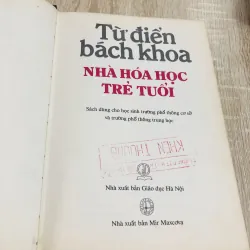 Từ điển
bách khoa
NHÀ HÓA HỌC
TRẺ TUỔI
Sách dùng cho học sinh trường phổ thông cơ sở
và trường phổ thông trung học
Nhà xuất bản Giáo dục Hà Nội
Nhà xuất bản Mir Maxcơva